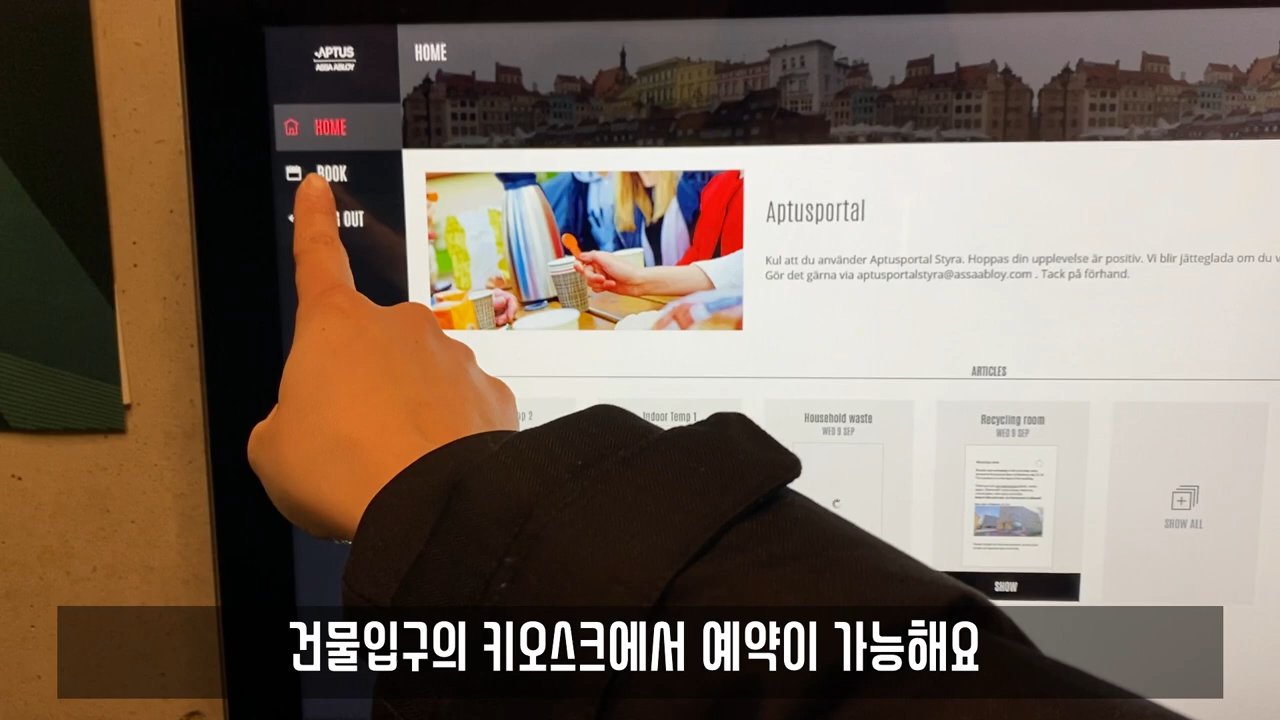 APTUS
ASSA ABLOY
HOME
HOME
BOOK
OUT
Aptusportal
Kul att du använder Aptusportal Styra. Hoppas din upplevelse är positiv. Vi blir jätteglada om du
Gör det gärna via aptusportalstyra@assaabloy.com . Tack på förhand.
ARTICLES
2
Indoor Temp 1
Household waste
WED 9 SEP
Recycling room
WED 9 SEP
SHOW ALL
SHOW
건물입구의 키오스크에서 예약이 가능해요